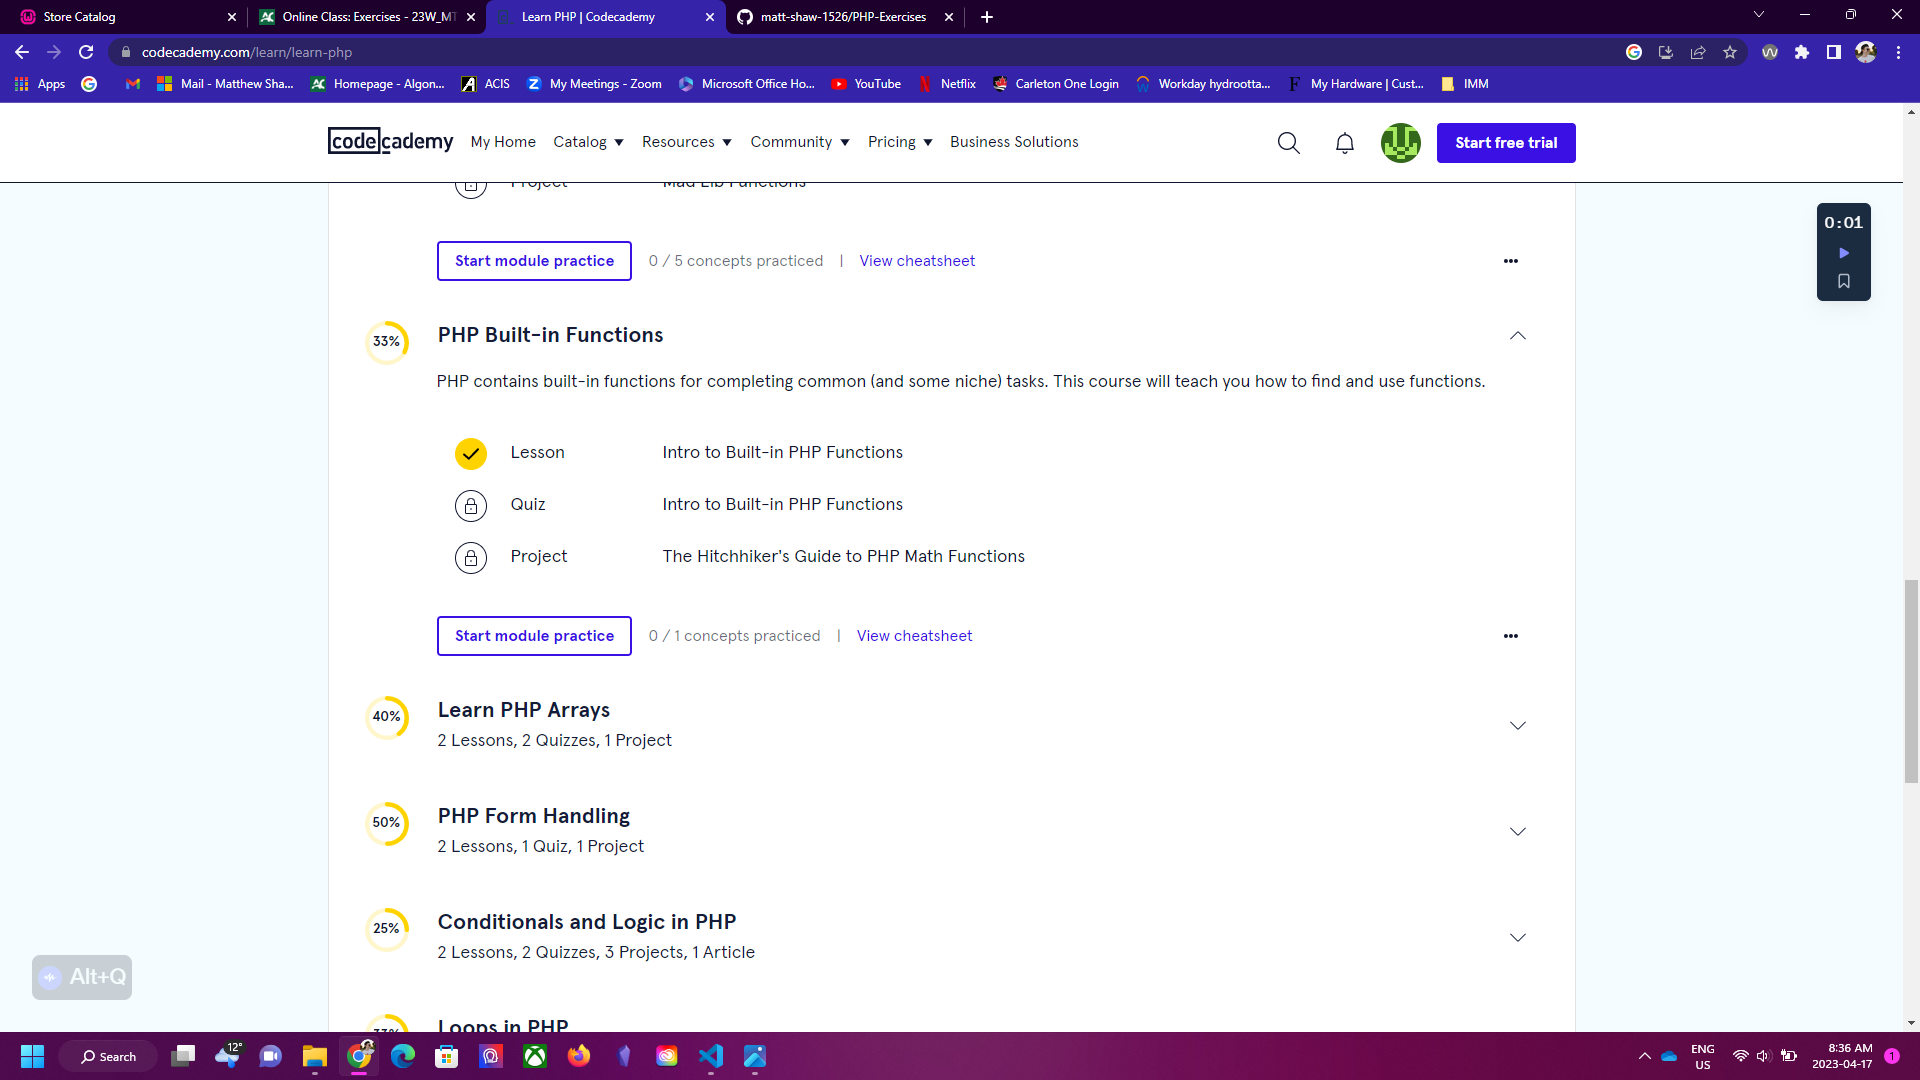 Store Catalog
Online Class: Exercises - 23W_MT
Learn PHP | Codecademy
matt-shaw-1526/PHP-Exercises
codecademy.com/learn/learn-php
Apps
Mail - Matthew Sha...
Homepage - Algon...
ACIS
My Meetings - Zoom
Microsoft Office Ho...
YouTube
Netflix
Carleton One Login
Workday hydrootta...
My Hardware | Cust...
IMM
codecademy
My Home
Catalog
Resources
Community
Pricing
Business Solutions
Start free trial
Project
Mad Lib Functions
0:01
Start module practice
0 / 5 concepts practiced
|
View cheatsheet
33%
PHP Built-in Functions
PHP contains built-in functions for completing common (and some niche) tasks. This course will teach you how to find and use functions.
Lesson
Intro to Built-in PHP Functions
Quiz
Intro to Built-in PHP Functions
Project
The Hitchhiker's Guide to PHP Math Functions
Start module practice
0 / 1 concepts practiced
|
View cheatsheet
40%
Learn PHP Arrays
2 Lessons, 2 Quizzes, 1 Project
50%
PHP Form Handling
2 Lessons, 1 Quiz, 1 Project
25%
Conditionals and Logic in PHP
2 Lessons, 2 Quizzes, 3 Projects, 1 Article
Alt+Q
33%
Loops in PHP
Search
12°
ENG
US
8:36 AM
2023-04-17
1